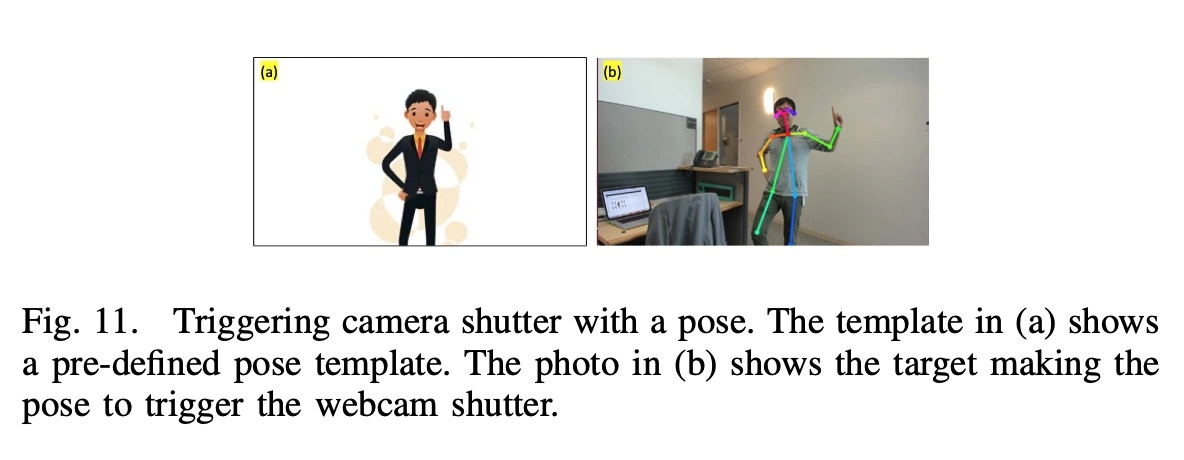 (a)
(b)
Fig. 11. Triggering camera shutter with a pose. The template in (a) shows
a pre-defined pose template. The photo in (b) shows the target making the
pose to trigger the webcam shutter.